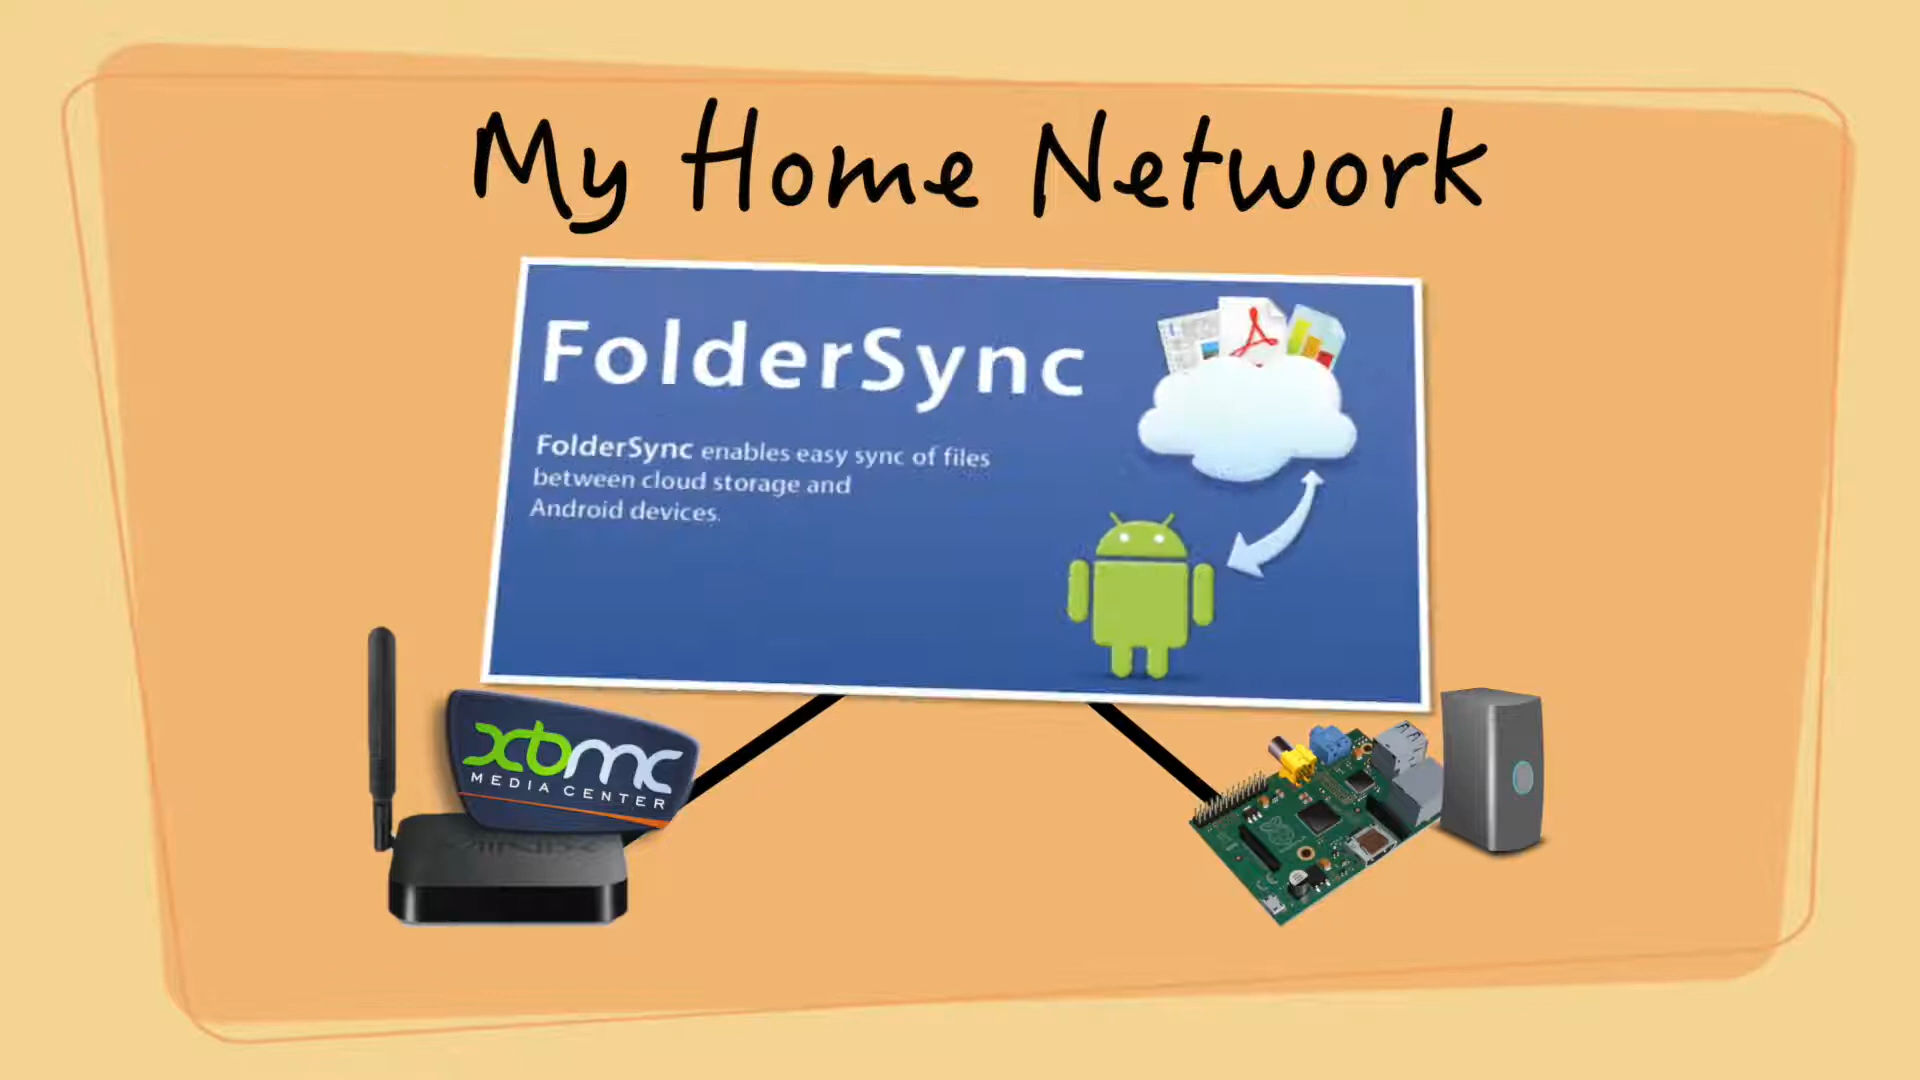 My Home Network
FolderSync
FolderSync enables easy sync of files
between cloud storage and
Android devices.
xbmc
MEDIA CENTER
MINIX